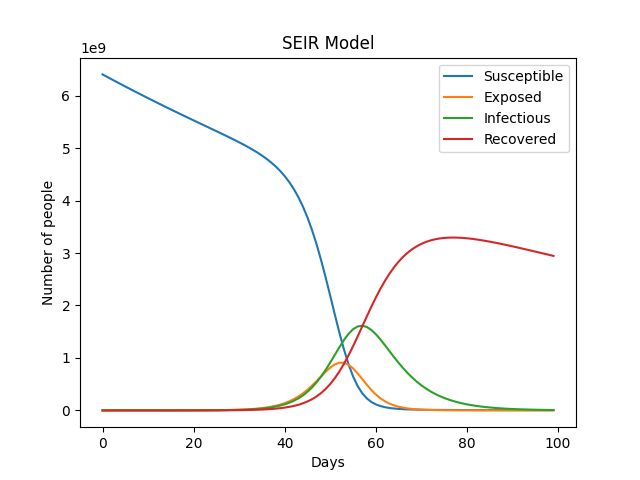 SEIR Model
1e9
Susceptible
Exposed
Infectious
Recovered
6
5
4
3
2
1
0
Number of people
0 20 40 60 80 100
Days